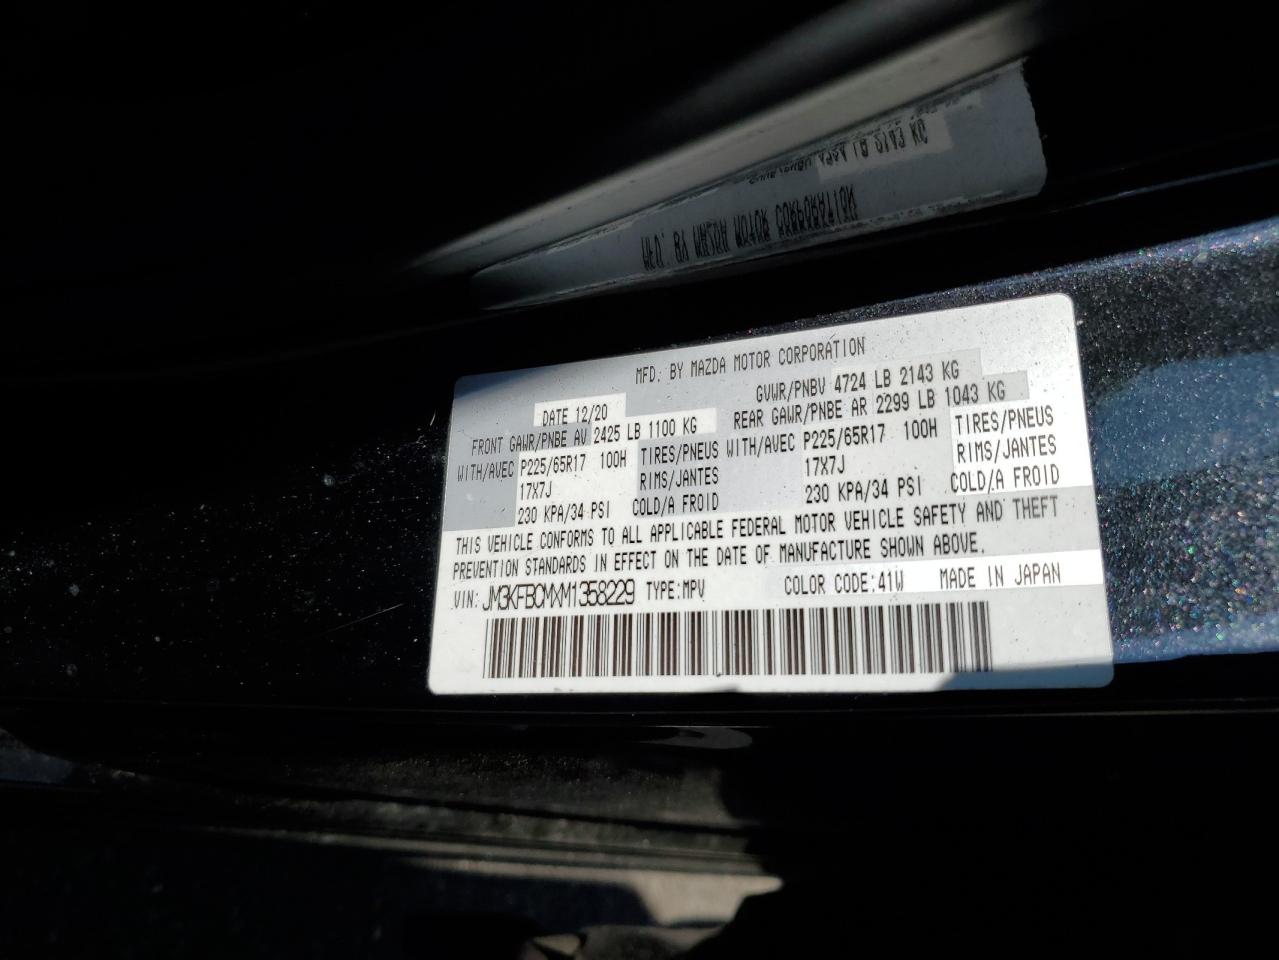 MFD. BY MAZDA MOTOR CORPORATION
DATE 12/20 GVWR/PNBV 4724 LB 2143 KG
FRONT GAWR/PNBE AV 2425 LB 1100 KG REAR GAWR/PNBE AR 2299 LB 1043 KG
WITH/AVEC P225/65R17 100H TIRES/PNEUS WITH/AVEC P225/65R17 100H TIRES/PNEUS
17X7J RIMS/JANTES 17X7J RIMS/JANTES
230 KPA/34 PSI COLD/A FROID 230 KPA/34 PSI COLD/A FROID
THIS VEHICLE CONFORMS TO ALL APPLICABLE FEDERAL MOTOR VEHICLE SAFETY AND THEFT
PREVENTION STANDARDS IN EFFECT ON THE DATE OF MANUFACTURE SHOWN ABOVE.
VIN: JM3KFBCMXM1358229 TYPE:MPV COLOR CODE:41W MADE IN JAPAN